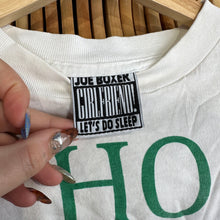 JOE BOXER
GIRLFRIEND
LET'S DO SLEEP
HO